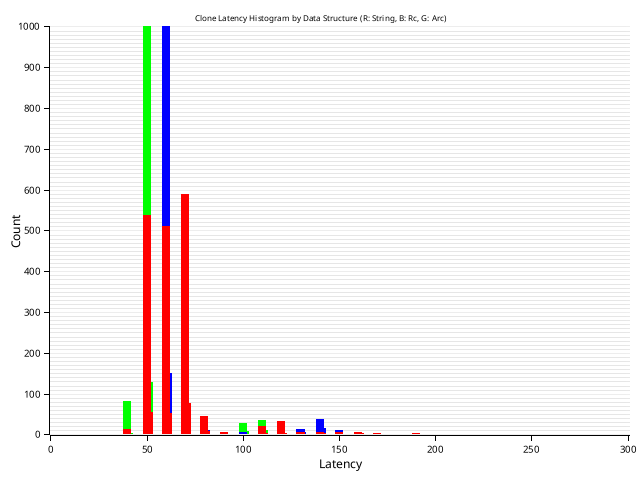 Clone Latency Histogram by Data Structure (R: String, B: Rc, G: Arc)
1000
900
800
700
600
500
400
300
200
100
0
Count
0 50 100 150 200 250 300
Latency